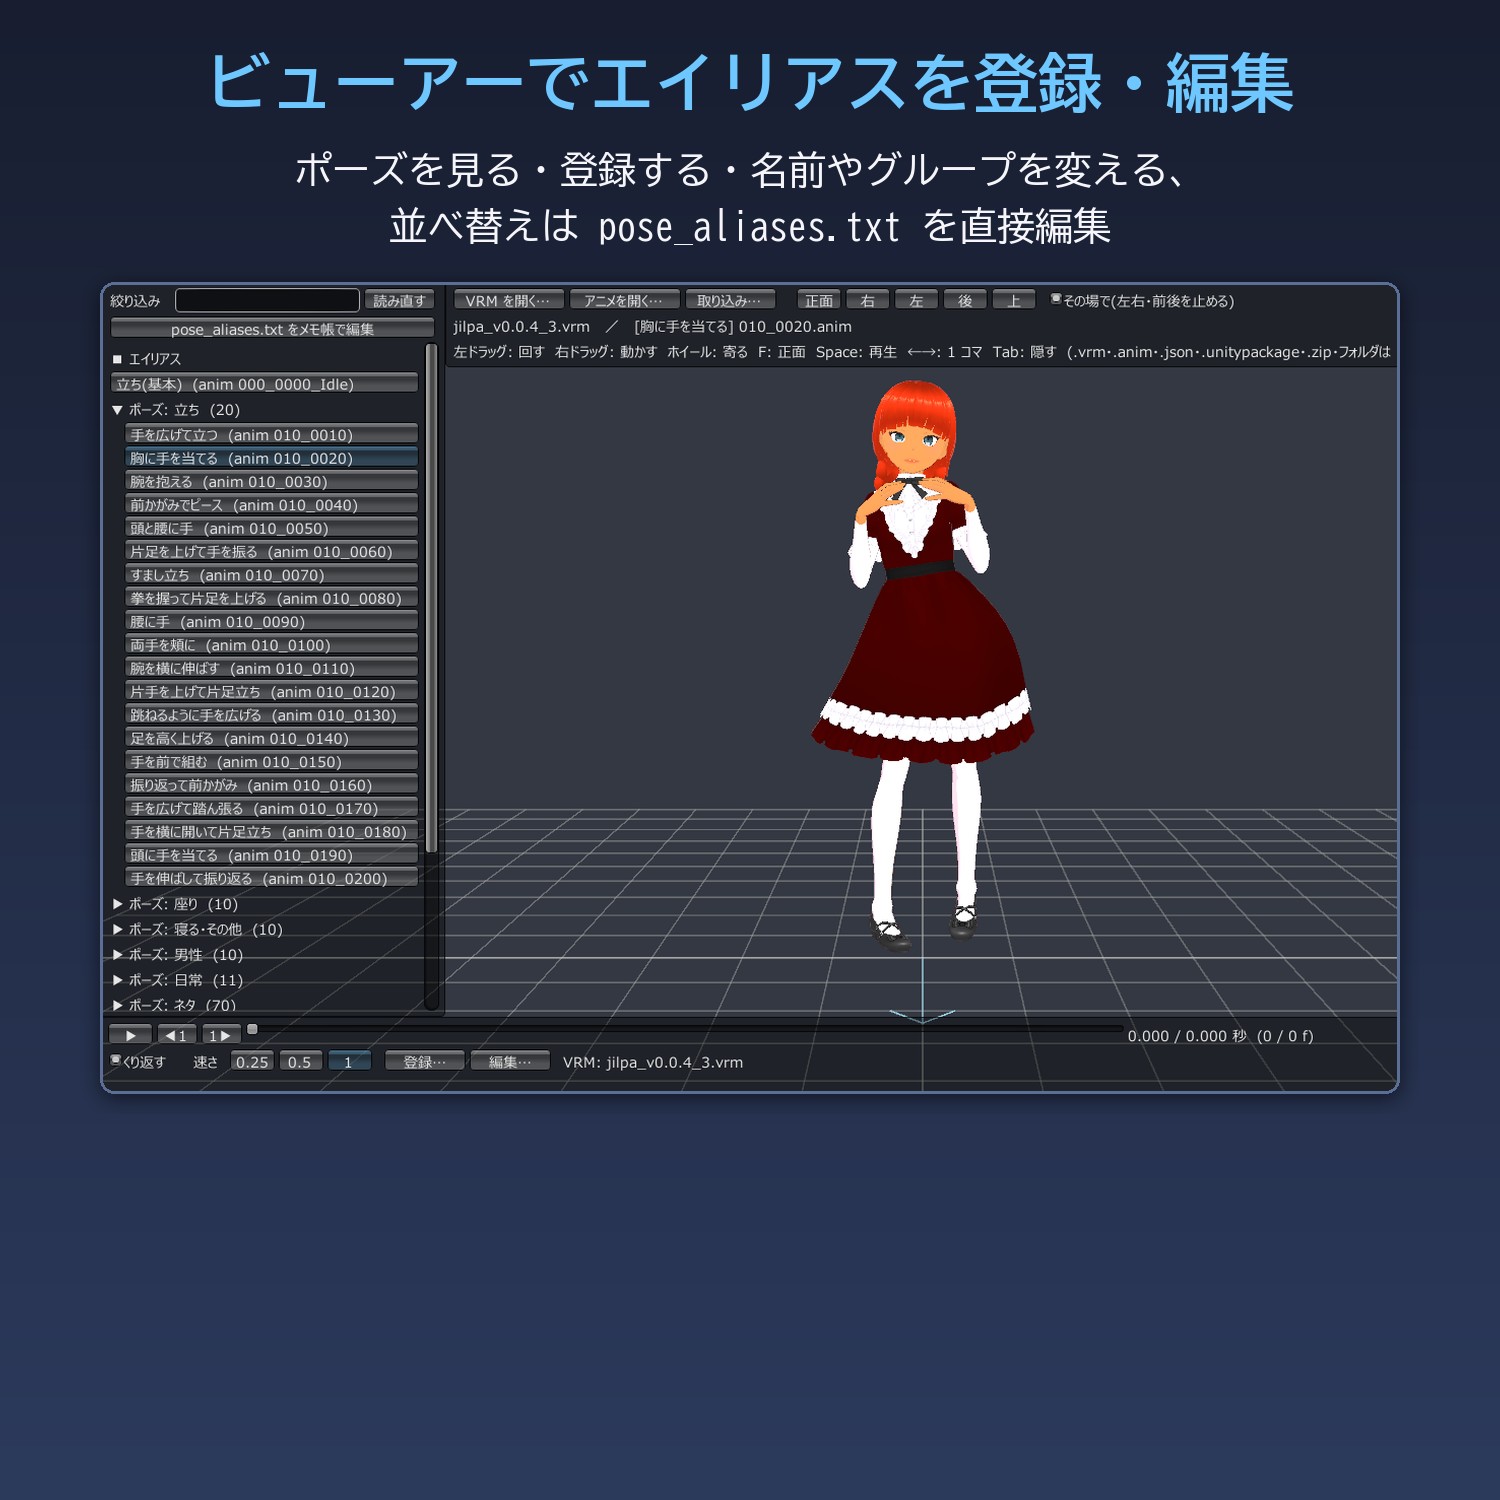 ビューアーでエイリアスを登録・編集
ポーズを見る・登録する・名前やグループを変える、
並べ替えは pose_aliases.txt を直接編集
絞り込み 読み直す
pose_aliases.txt をメモ帳で編集
■ エイリアス
立ち(基本) (anim 000_0000_Idle)
▼ ポーズ: 立ち (20)
手を広げて立つ (anim 010_0010)
胸に手を当てる (anim 010_0020)
腕を抱える (anim 010_0030)
前かがみでピース (anim 010_0040)
頭と腰に手 (anim 010_0050)
片足を上げて手を振る (anim 010_0060)
すまし立ち (anim 010_0070)
拳を握って片足を上げる (anim 010_0080)
腰に手 (anim 010_0090)
両手を頬に (anim 010_0100)
腕を横に伸ばす (anim 010_0110)
片手を上げて片足立ち (anim 010_0120)
跳ねるように手を広げる (anim 010_0130)
足を高く上げる (anim 010_0140)
手を前で組む (anim 010_0150)
振り返って前かがみ (anim 010_0160)
手を広げて踏ん張る (anim 010_0170)
手を横に開いて片足立ち (anim 010_0180)
頭に手を当てる (anim 010_0190)
手を伸ばして振り返る (anim 010_0200)
▶ ポーズ: 座り (10)
▶ ポーズ: 寝る・その他 (10)
▶ ポーズ: 男性 (10)
▶ ポーズ: 日常 (11)
▶ ポーズ: ネタ (70)
VRM を開く… アニメを開く… 取り込み… 正面 右 左 後 上 その場で(左右・前後を止める)
jilpa_v0.0.4_3.vrm ／ [胸に手を当てる] 010_0020.anim
左ドラッグ: 回す 右ドラッグ: 動かす ホイール: 寄る F: 正面 Space: 再生 ←→: 1 コマ Tab: 隠す (.vrm・.anim・.json・.unitypackage・.zip・フォルダは
▶ ◀1 1▶ 0.000 / 0.000 秒 (0 / 0 f)
くり返す 速さ 0.25 0.5 1 登録… 編集… VRM: jilpa_v0.0.4_3.vrm